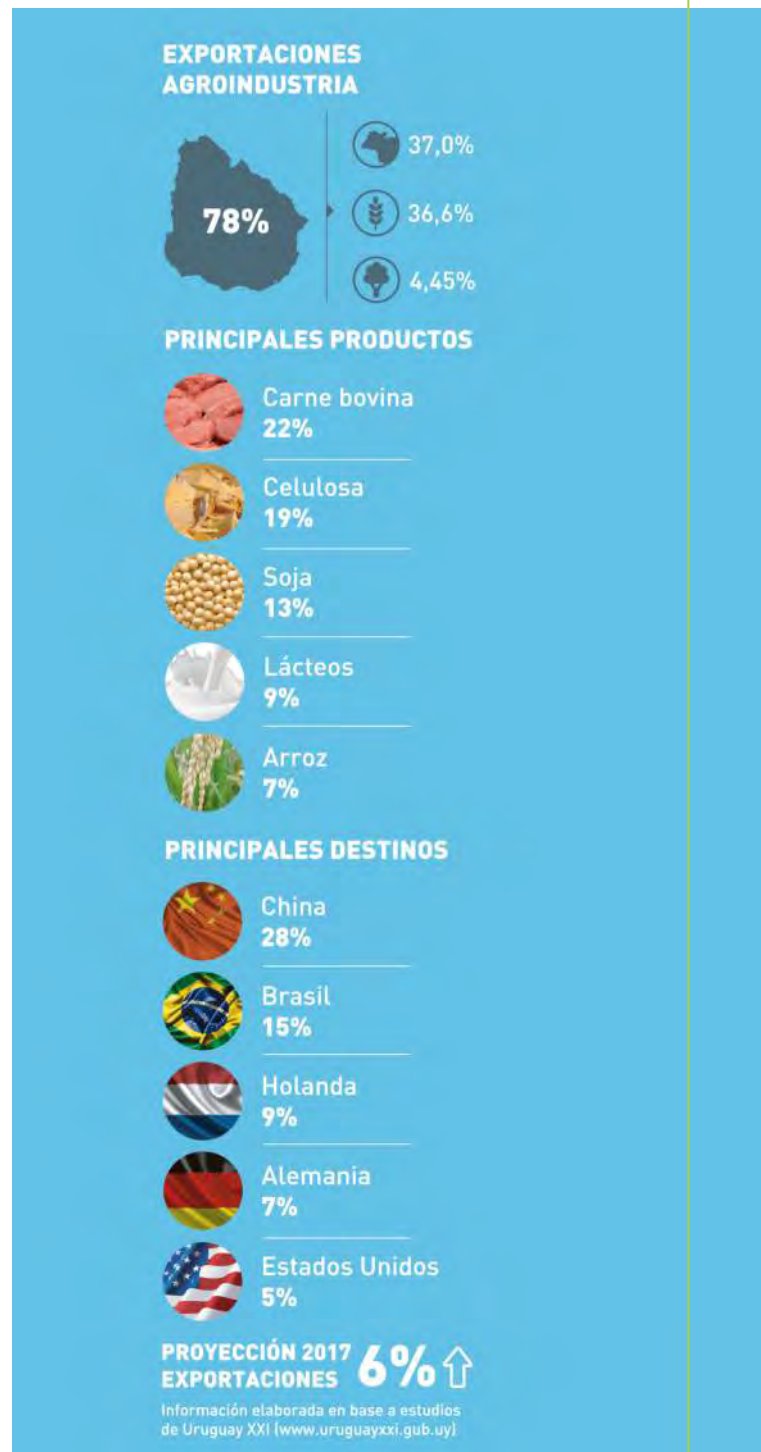 EXPORTACIONES
AGROINDUSTRIA
78%
37,0%
36,6%
4,45%
PRINCIPALES PRODUCTOS
Carne bovina
22%
Celulosa
19%
Soja
13%
Lácteos
9%
Arroz
7%
PRINCIPALES DESTINOS
China
28%
Brasil
15%
Holanda
9%
Alemania
7%
Estados Unidos
5%
PROYECCIÓN 2017
EXPORTACIONES
6%
Información elaborada en base a estudios
de Uruguay XXI (www.uruguayxxi.gub.uy)